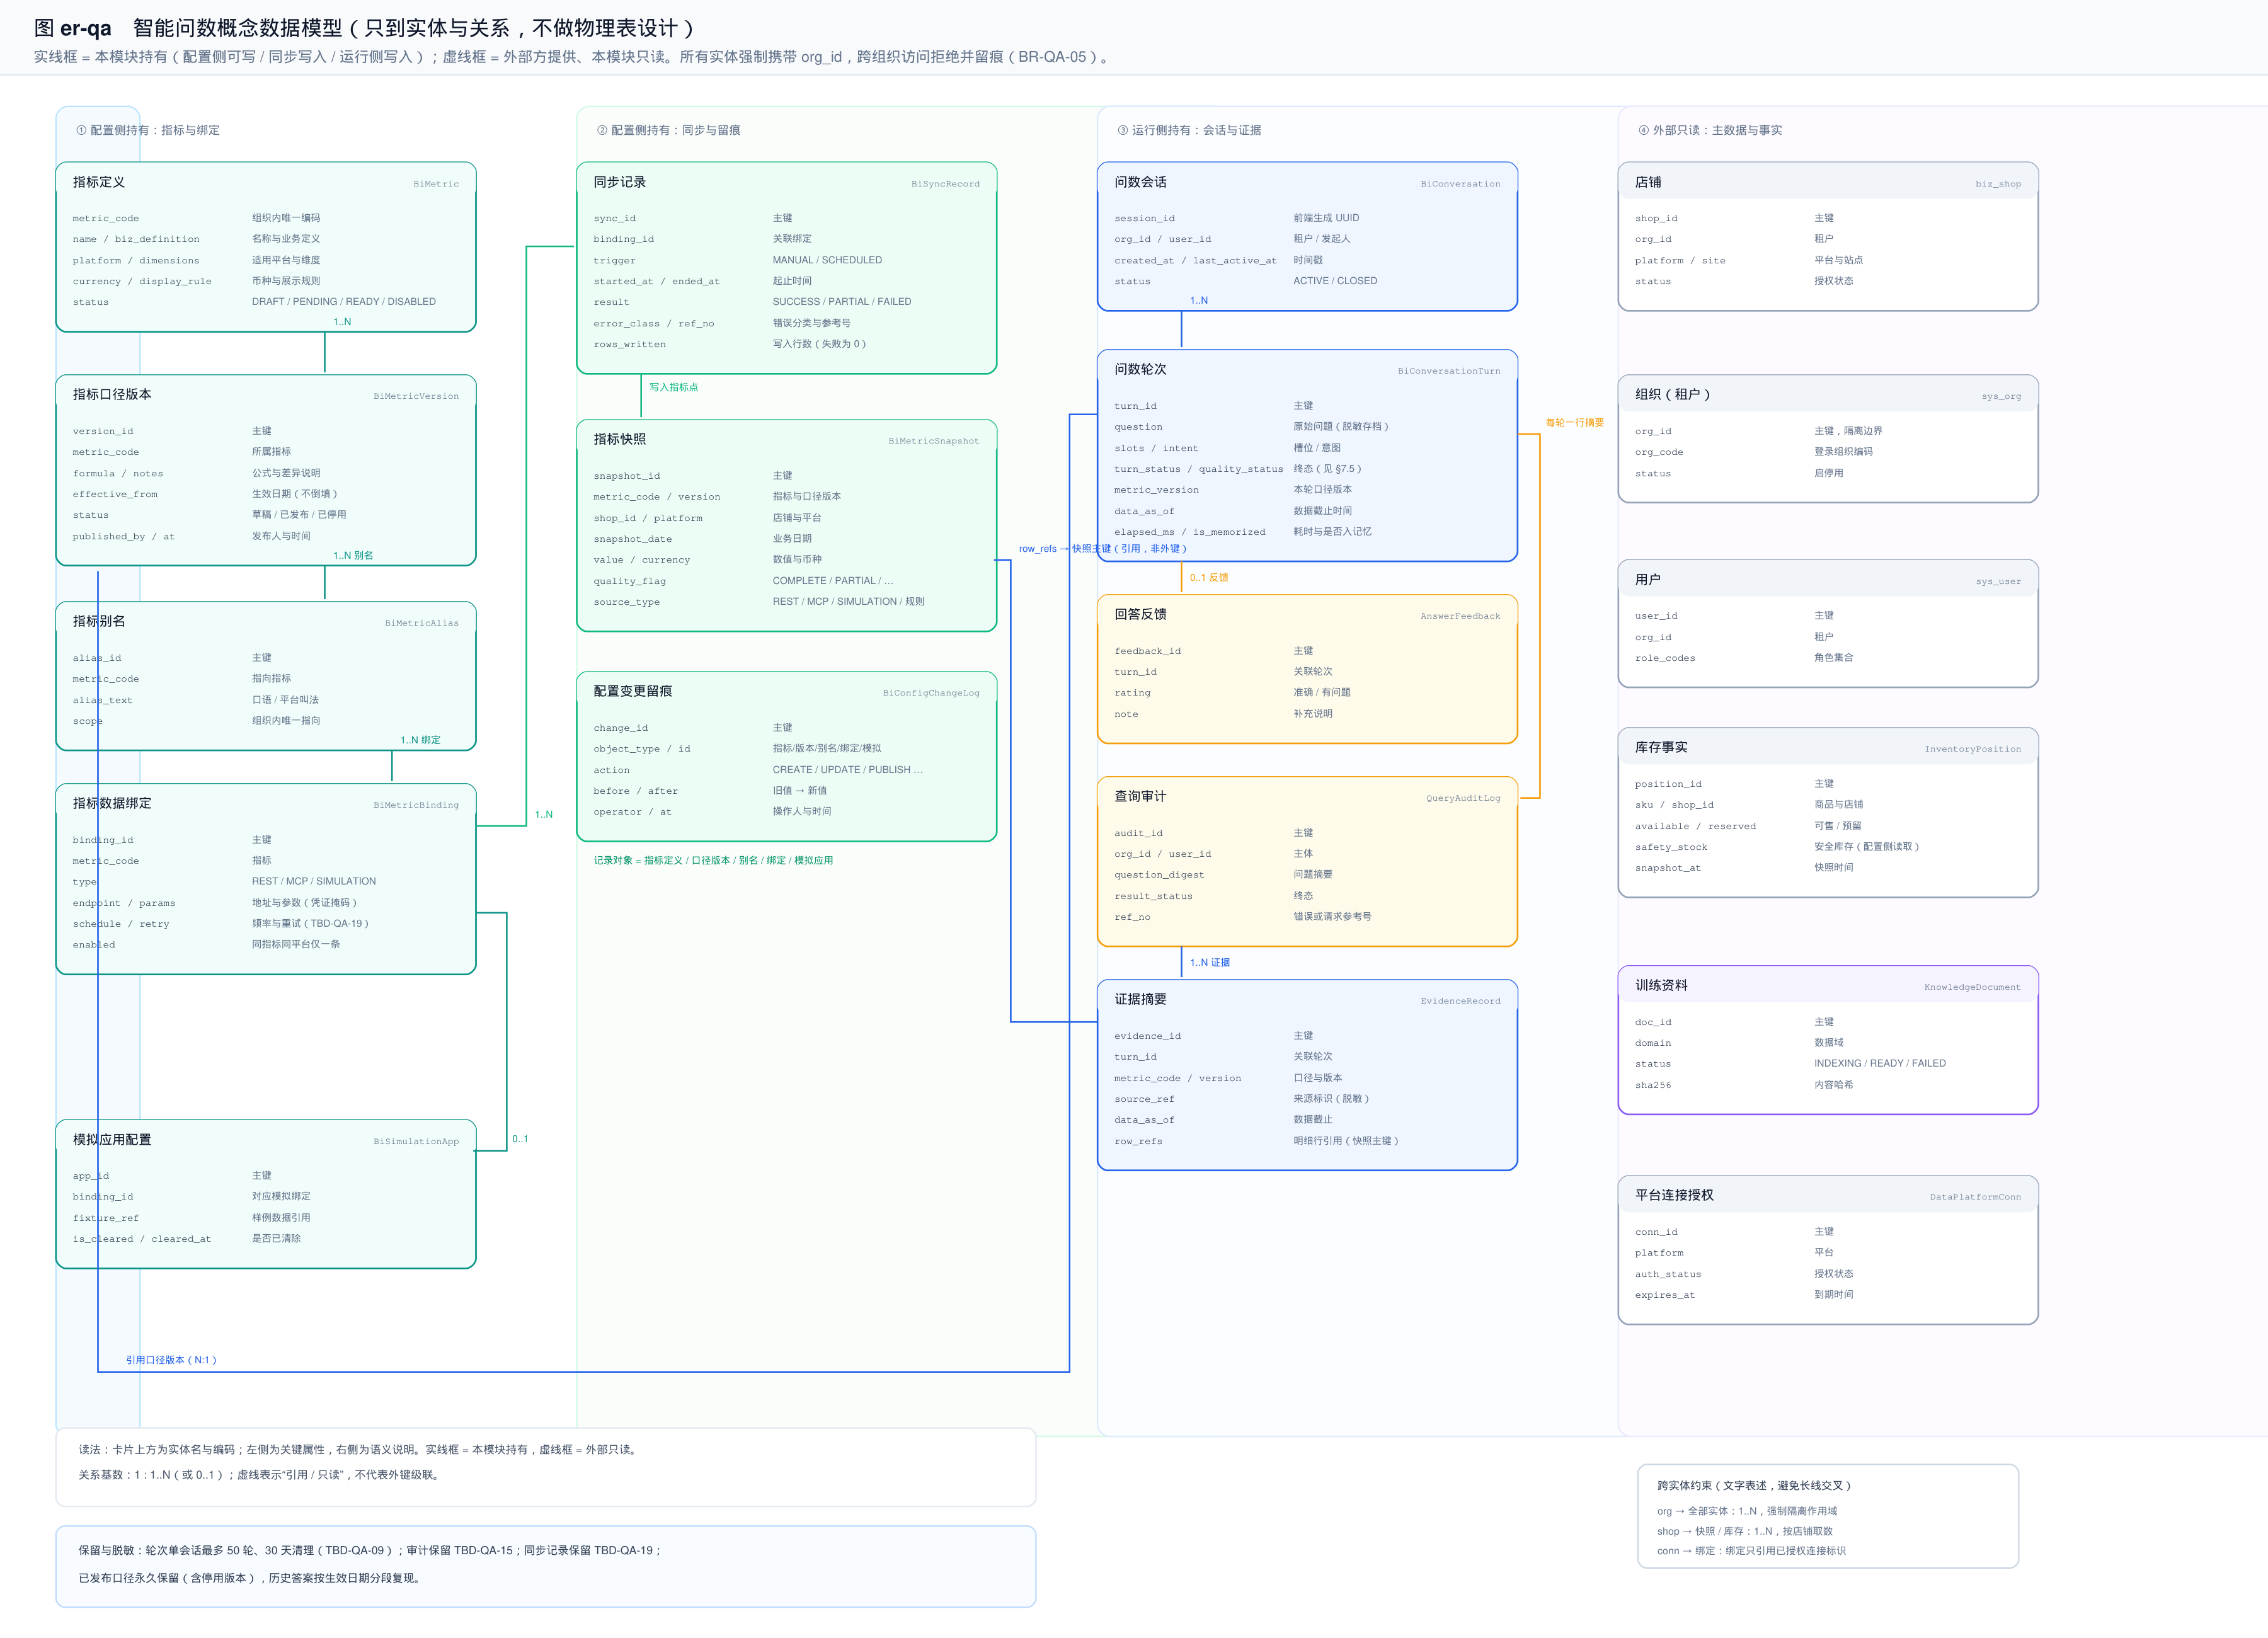 图 er-qa 智能问数概念数据模型（只到实体与关系，不做物理表设计）
实线框 = 本模块持有（配置侧可写 / 同步写入 / 运行侧写入）；虚线框 = 外部方提供、本模块只读。所有实体强制携带 org_id，跨组织访问拒绝并留痕（BR-QA-05）。
① 配置侧持有：指标与绑定
指标定义 BiMetric
metric_code 组织内唯一编码
name / biz_definition 名称与业务定义
platform / dimensions 适用平台与维度
currency / display_rule 币种与展示规则
status DRAFT / PENDING / READY / DISABLED
1..N
指标口径版本 BiMetricVersion
version_id 主键
metric_code 所属指标
formula / notes 公式与差异说明
effective_from 生效日期（不倒填）
status 草稿 / 已发布 / 已停用
published_by / at 发布人与时间
1..N 别名
指标别名 BiMetricAlias
alias_id 主键
metric_code 指向指标
alias_text 口语 / 平台叫法
scope 组织内唯一指向
1..N 绑定
指标数据绑定 BiMetricBinding
binding_id 主键
metric_code 指标
type REST / MCP / SIMULATION
endpoint / params 地址与参数（凭证掩码）
schedule / retry 频率与重试（TBD-QA-19）
enabled 同指标同平台仅一条
1..N
0..1
模拟应用配置 BiSimulationApp
app_id 主键
binding_id 对应模拟绑定
fixture_ref 样例数据引用
is_cleared / cleared_at 是否已清除
引用口径版本（N:1）
② 配置侧持有：同步与留痕
同步记录 BiSyncRecord
sync_id 主键
binding_id 关联绑定
trigger MANUAL / SCHEDULED
started_at / ended_at 起止时间
result SUCCESS / PARTIAL / FAILED
error_class / ref_no 错误分类与参考号
rows_written 写入行数（失败为 0）
写入指标点
指标快照 BiMetricSnapshot
snapshot_id 主键
metric_code / version 指标与口径版本
shop_id / platform 店铺与平台
snapshot_date 业务日期
value / currency 数值与币种
quality_flag COMPLETE / PARTIAL / …
source_type REST / MCP / SIMULATION / 规则
row_refs → 快照主键（引用，非外键）
配置变更留痕 BiConfigChangeLog
change_id 主键
object_type / id 指标/版本/别名/绑定/模拟
action CREATE / UPDATE / PUBLISH …
before / after 旧值 → 新值
operator / at 操作人与时间
记录对象 = 指标定义 / 口径版本 / 别名 / 绑定 / 模拟应用
③ 运行侧持有：会话与证据
问数会话 BiConversation
session_id 前端生成 UUID
org_id / user_id 租户 / 发起人
created_at / last_active_at 时间戳
status ACTIVE / CLOSED
1..N
问数轮次 BiConversationTurn
turn_id 主键
question 原始问题（脱敏存档）
slots / intent 槽位 / 意图
turn_status / quality_status 终态（见 §7.5）
metric_version 本轮口径版本
data_as_of 数据截止时间
elapsed_ms / is_memorized 耗时与是否入记忆
每轮一行摘要
0..1 反馈
回答反馈 AnswerFeedback
feedback_id 主键
turn_id 关联轮次
rating 准确 / 有问题
note 补充说明
查询审计 QueryAuditLog
audit_id 主键
org_id / user_id 主体
question_digest 问题摘要
result_status 终态
ref_no 错误或请求参考号
1..N 证据
证据摘要 EvidenceRecord
evidence_id 主键
turn_id 关联轮次
metric_code / version 口径与版本
source_ref 来源标识（脱敏）
data_as_of 数据截止
row_refs 明细行引用（快照主键）
④ 外部只读：主数据与事实
店铺 biz_shop
shop_id 主键
org_id 租户
platform / site 平台与站点
status 授权状态
组织（租户） sys_org
org_id 主键，隔离边界
org_code 登录组织编码
status 启停用
用户 sys_user
user_id 主键
org_id 租户
role_codes 角色集合
库存事实 InventoryPosition
position_id 主键
sku / shop_id 商品与店铺
available / reserved 可售 / 预留
safety_stock 安全库存（配置侧读取）
snapshot_at 快照时间
训练资料 KnowledgeDocument
doc_id 主键
domain 数据域
status INDEXING / READY / FAILED
sha256 内容哈希
平台连接授权 DataPlatformConn
conn_id 主键
platform 平台
auth_status 授权状态
expires_at 到期时间
读法：卡片上方为实体名与编码；左侧为关键属性，右侧为语义说明。实线框 = 本模块持有，虚线框 = 外部只读。
关系基数：1 : 1..N（或 0..1）；虚线表示“引用 / 只读”，不代表外键级联。
保留与脱敏：轮次单会话最多 50 轮、30 天清理（TBD-QA-09）；审计保留 TBD-QA-15；同步记录保留 TBD-QA-19；
已发布口径永久保留（含停用版本），历史答案按生效日期分段复现。
跨实体约束（文字表述，避免长线交叉）
org → 全部实体：1..N，强制隔离作用域
shop → 快照 / 库存：1..N，按店铺取数
conn → 绑定：绑定只引用已授权连接标识